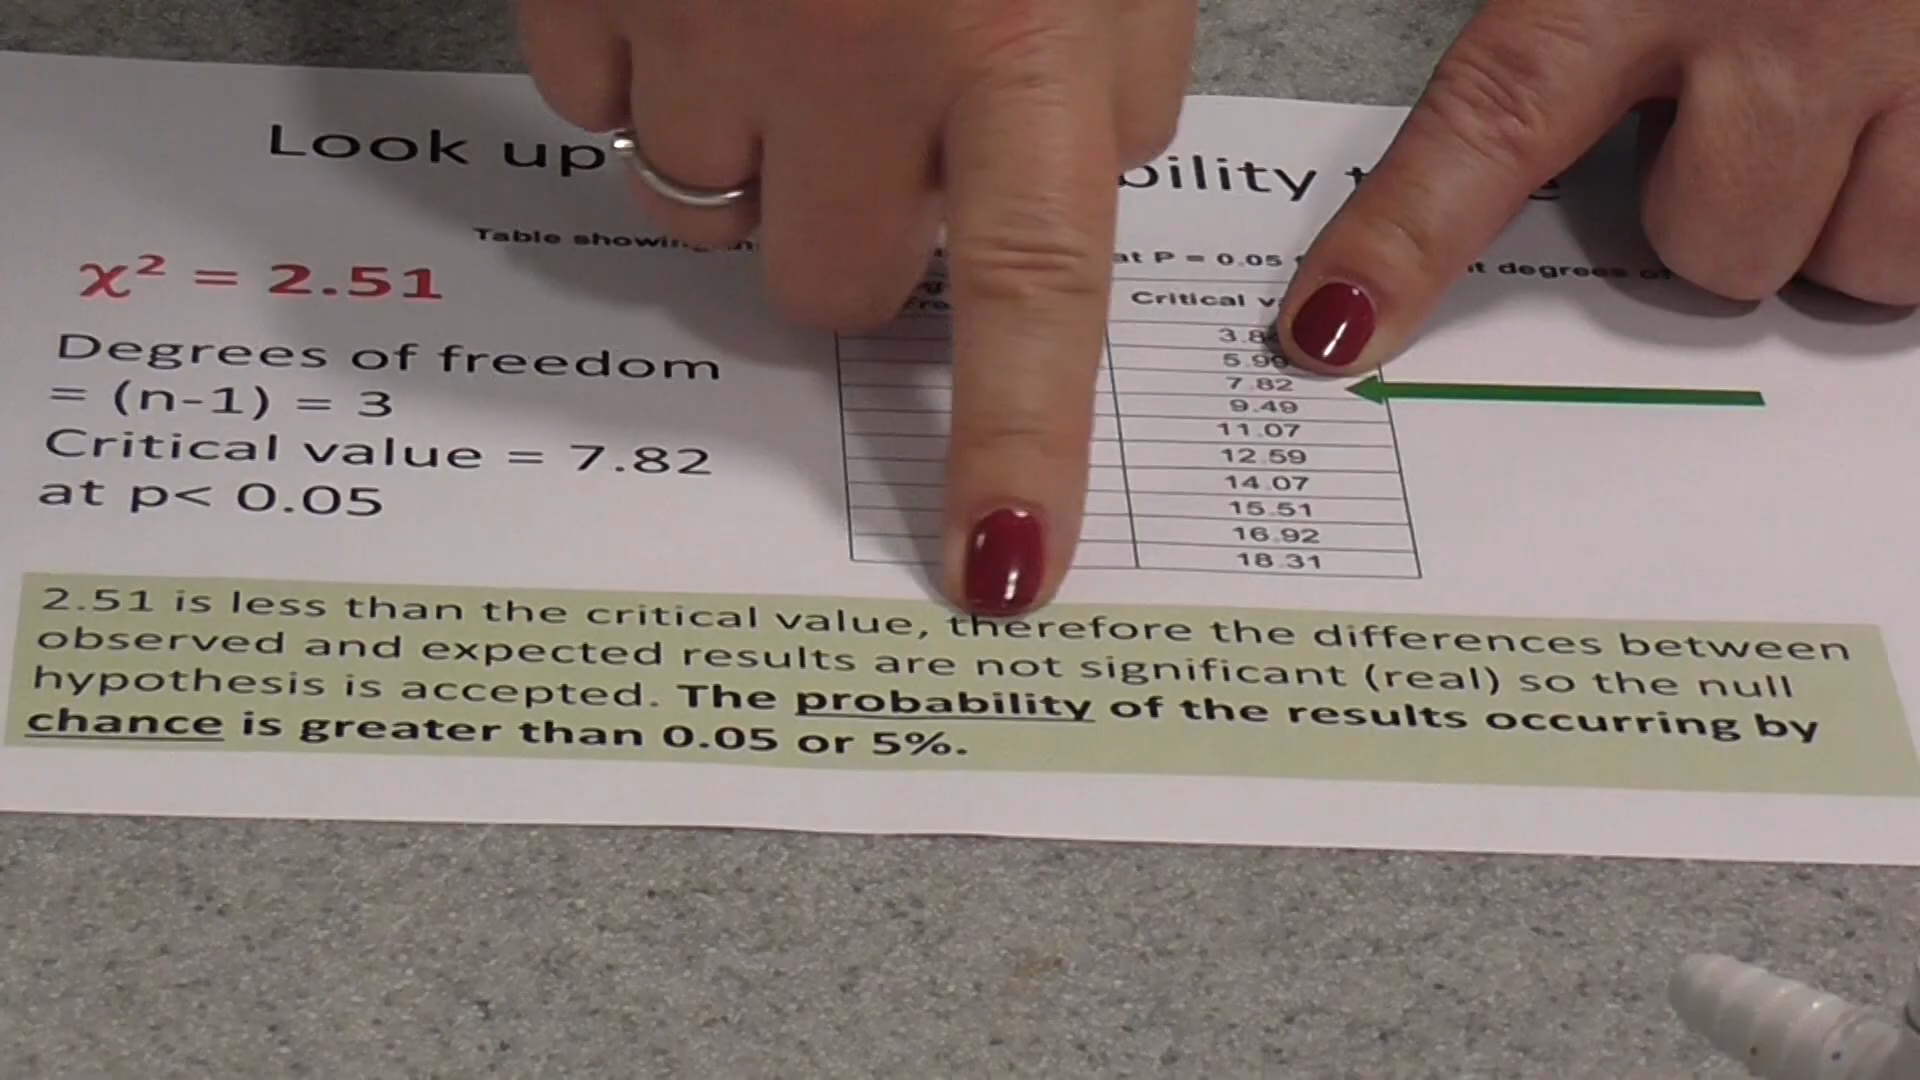 Look up
Table
at P = 0.05
degrees
χ² = 2.51
Critical
Degrees of freedom
= (n-1) = 3
Critical value = 7.82
at p< 0.05
5.99
7.82
9.49
11.07
12.59
14.07
15.51
16.92
18.31
2.51 is less than the critical value, therefore the differences between
observed and expected results are not significant (real) so the null
hypothesis is accepted. The probability of the results occurring by
chance is greater than 0.05 or 5%.